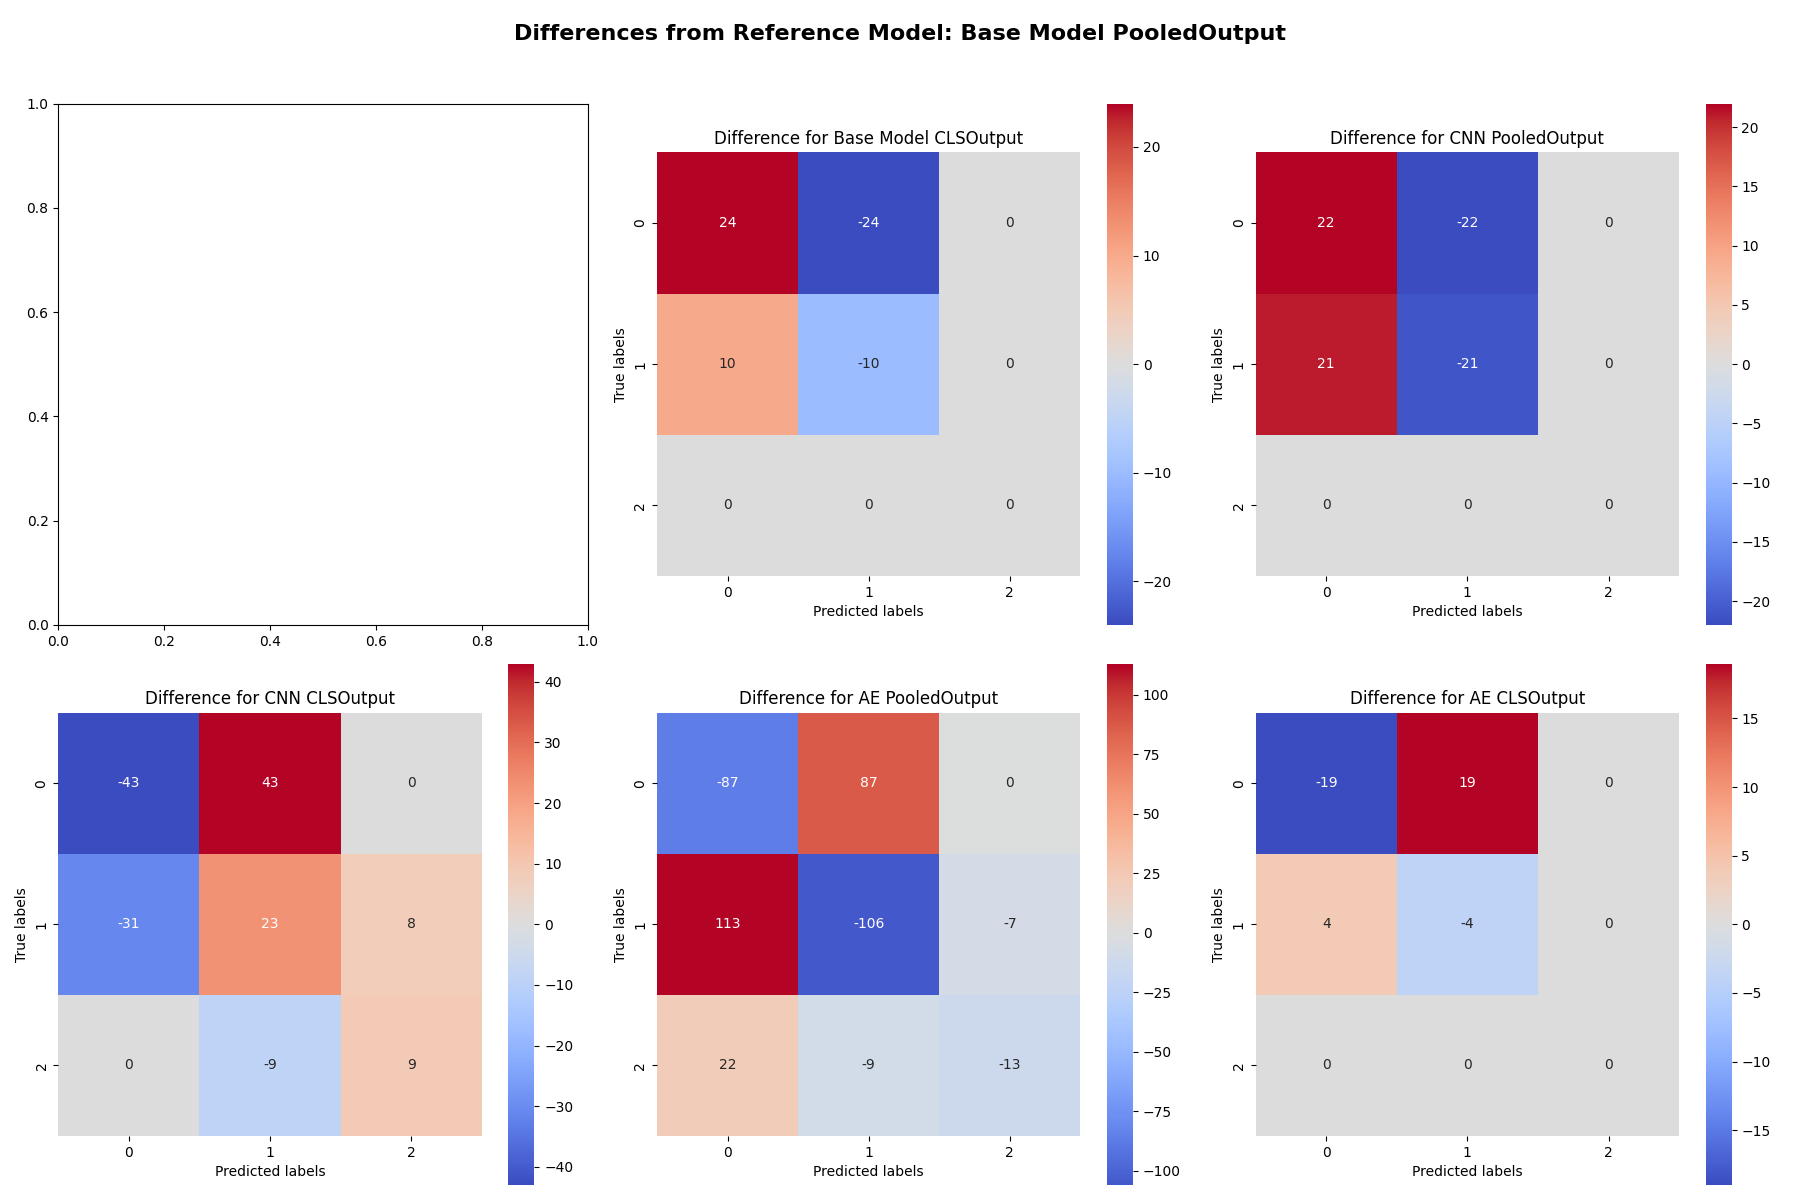 Differences from Reference Model: Base Model PooledOutput
1.0
0.8
0.6
0.4
0.2
0.0
0.0 0.2 0.4 0.6 0.8 1.0
Difference for Base Model CLSOutput
True labels
0 24 -24 0
1 10 -10 0
2 0 0 0
0 1 2
Predicted labels
20
10
0
−10
−20
Difference for CNN PooledOutput
True labels
0 22 -22 0
1 21 -21 0
2 0 0 0
0 1 2
Predicted labels
20
15
10
5
0
−5
−10
−15
−20
Difference for CNN CLSOutput
True labels
0 -43 43 0
1 -31 23 8
2 0 -9 9
0 1 2
Predicted labels
40
30
20
10
0
−10
−20
−30
−40
Difference for AE PooledOutput
True labels
0 -87 87 0
1 113 -106 -7
2 22 -9 -13
0 1 2
Predicted labels
100
75
50
25
0
−25
−50
−75
−100
Difference for AE CLSOutput
True labels
0 -19 19 0
1 4 -4 0
2 0 0 0
0 1 2
Predicted labels
15
10
5
0
−5
−10
−15